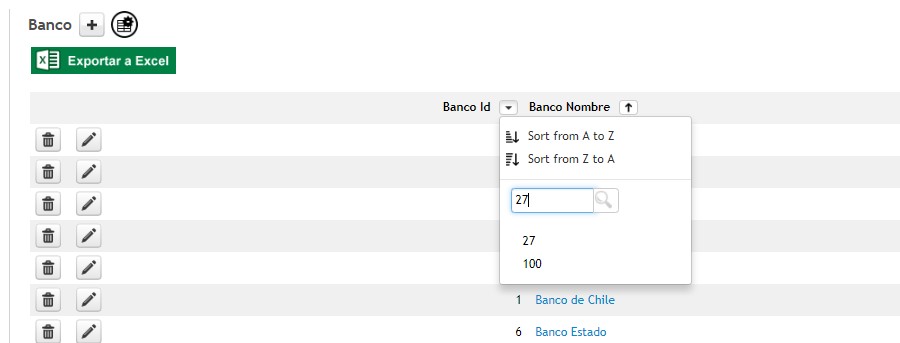 Banco
Exportar a Excel
Banco Id Banco Nombre
Sort from A to Z
Sort from Z to A
27
27
100
1 Banco de Chile
6 Banco Estado